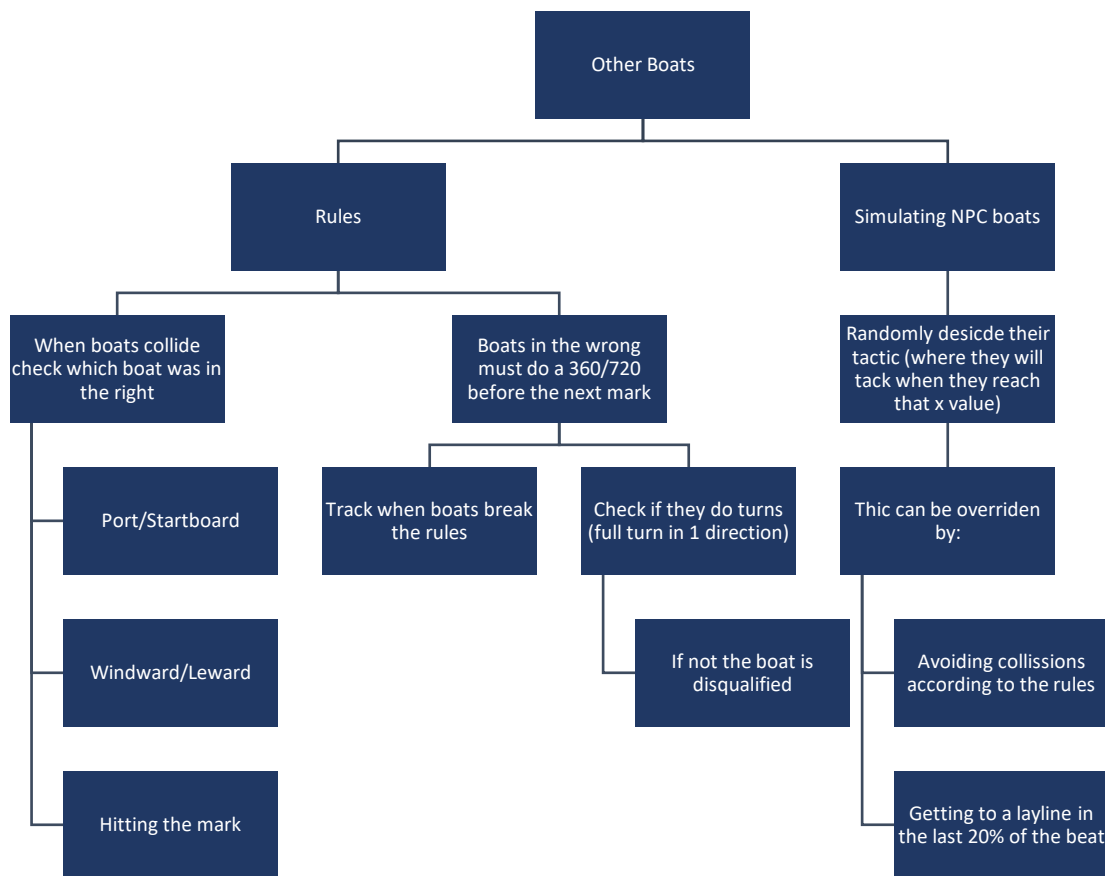 Other Boats
Rules
Simulating NPC boats
When boats collide
check which boat was in
the right
Boats in the wrong
must do a 360/720
before the next mark
Randomly desicde their
tactic (where they will
tack when they reach
that x value)
Port/Startboard
Track when boats break
the rules
Check if they do turns
(full turn in 1 direction)
Thic can be overriden
by:
Windward/Leward
If not the boat is
disqualified
Avoiding collissions
according to the rules
Hitting the mark
Getting to a layline in
the last 20% of the beat